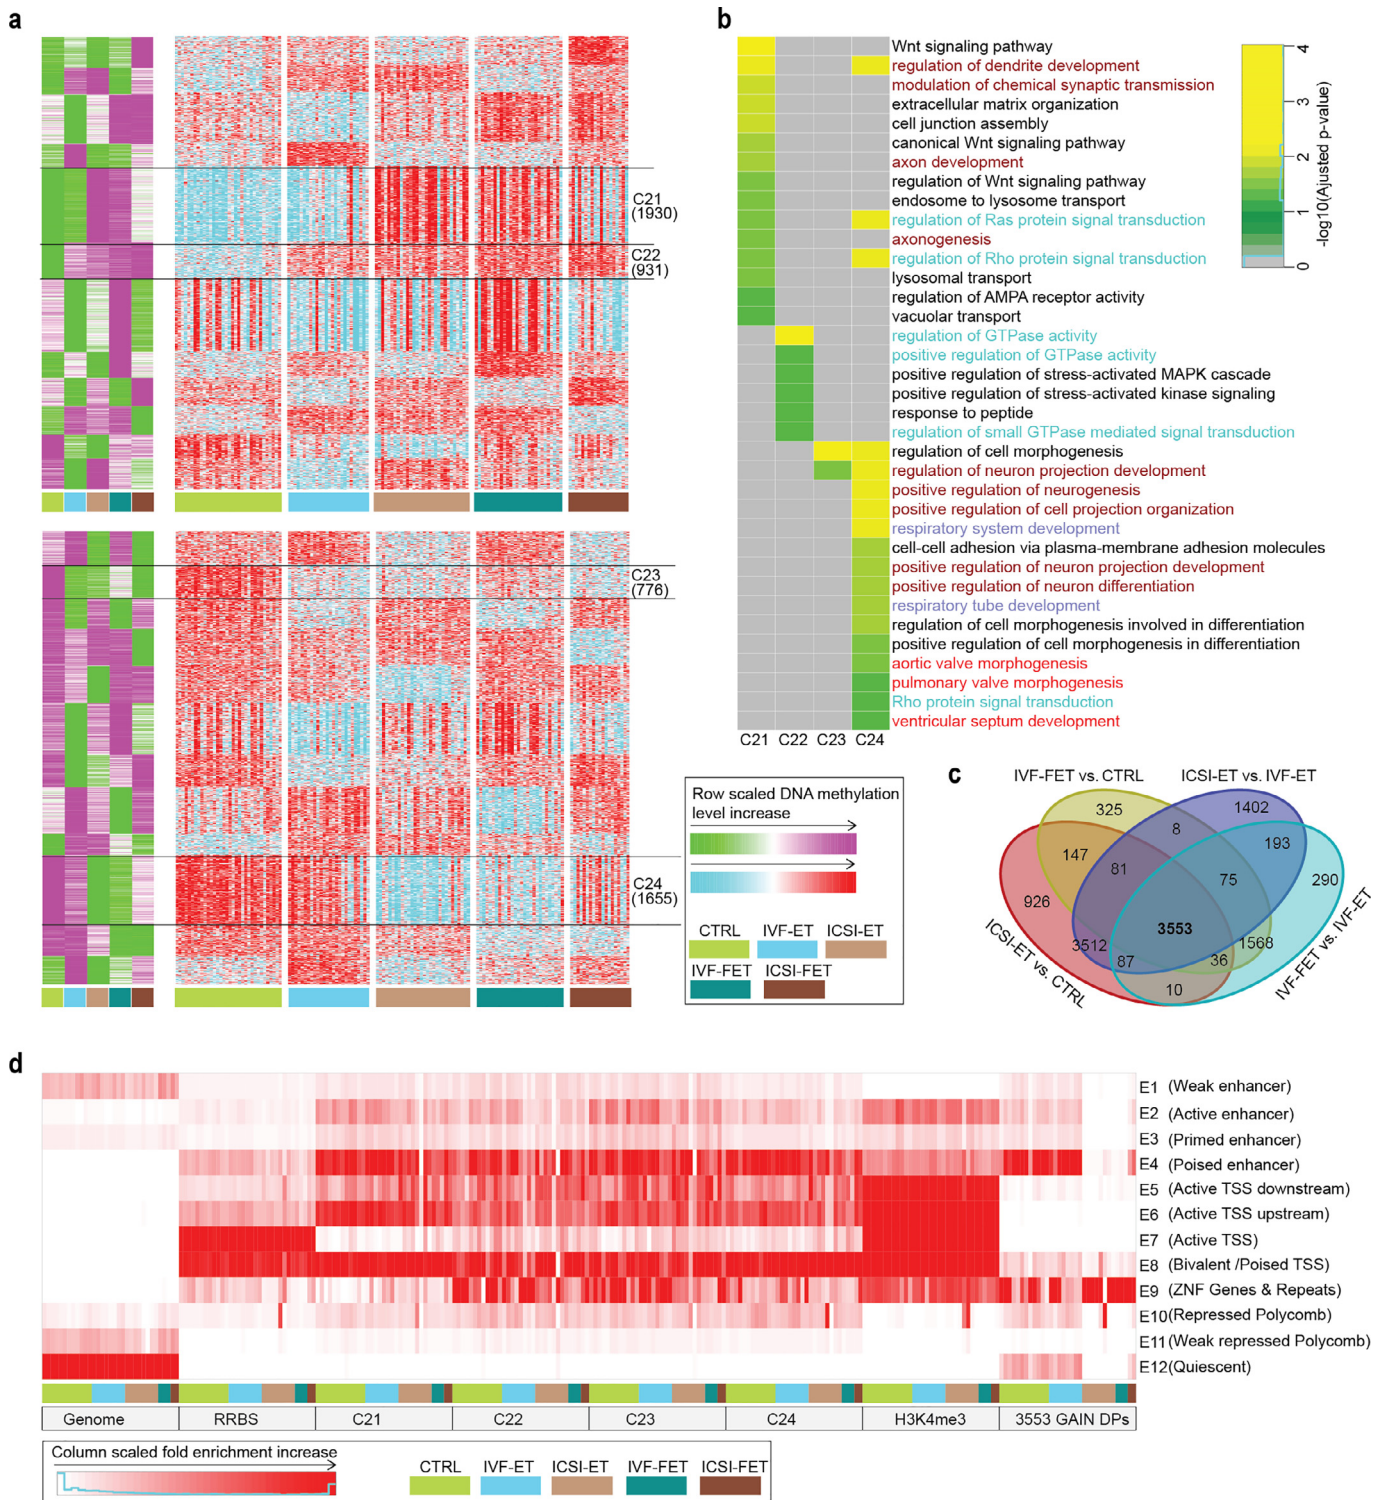 a
C21
(1930)
C22
(931)
C23
(776)
C24
(1655)
Row scaled DNA methylation
level increase
CTRL
IVF-ET
ICSI-ET
IVF-FET
ICSI-FET
b
Wnt signaling pathway
regulation of dendrite development
modulation of chemical synaptic transmission
extracellular matrix organization
cell junction assembly
canonical Wnt signaling pathway
axon development
regulation of Wnt signaling pathway
endosome to lysosome transport
regulation of Ras protein signal transduction
axonogenesis
regulation of Rho protein signal transduction
lysosomal transport
regulation of AMPA receptor activity
vacuolar transport
regulation of GTPase activity
positive regulation of GTPase activity
positive regulation of stress-activated MAPK cascade
positive regulation of stress-activated kinase signaling
response to peptide
regulation of small GTPase mediated signal transduction
regulation of cell morphogenesis
regulation of neuron projection development
positive regulation of neurogenesis
positive regulation of cell projection organization
respiratory system development
cell-cell adhesion via plasma-membrane adhesion molecules
positive regulation of neuron projection development
positive regulation of neuron differentiation
respiratory tube development
regulation of cell morphogenesis involved in differentiation
positive regulation of cell morphogenesis in differentiation
aortic valve morphogenesis
pulmonary valve morphogenesis
Rho protein signal transduction
ventricular septum development
C21 C22 C23 C24
4
3
2
1
0
-log10(Ajusted p-value)
c
IVF-FET vs. CTRL
ICSI-ET vs. IVF-ET
ICSI-ET vs. CTRL
IVF-FET vs. IVF-ET
325
8
1402
147
81
193
75
926
290
3553
3512
87
36
1568
10
d
E1 (Weak enhancer)
E2 (Active enhancer)
E3 (Primed enhancer)
E4 (Poised enhancer)
E5 (Active TSS downstream)
E6 (Active TSS upstream)
E7 (Active TSS)
E8 (Bivalent /Poised TSS)
E9 (ZNF Genes & Repeats)
E10(Repressed Polycomb)
E11(Weak repressed Polycomb)
E12(Quiescent)
Genome RRBS C21 C22 C23 C24 H3K4me3 3553 GAIN DPs
Column scaled fold enrichment increase
CTRL IVF-ET ICSI-ET IVF-FET ICSI-FET